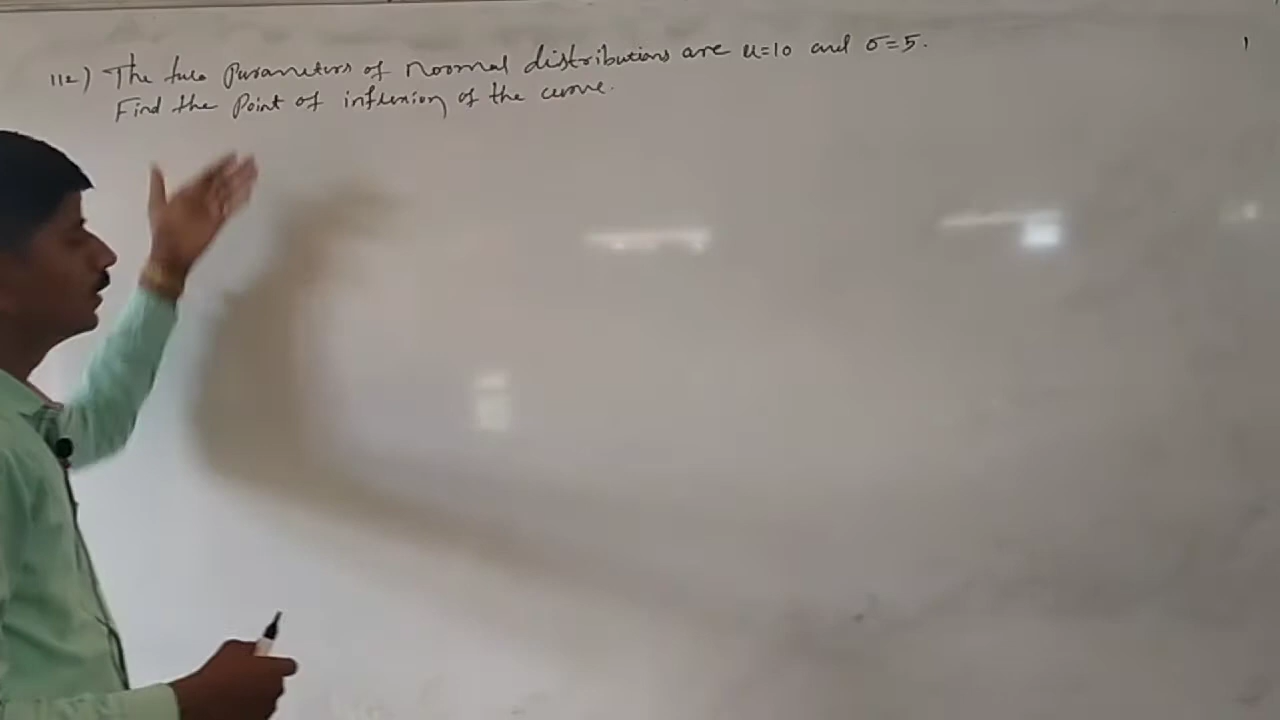 112) The two parameters of normal distributions are u=10 and σ=5.
Find the point of inflexion of the curve.
1